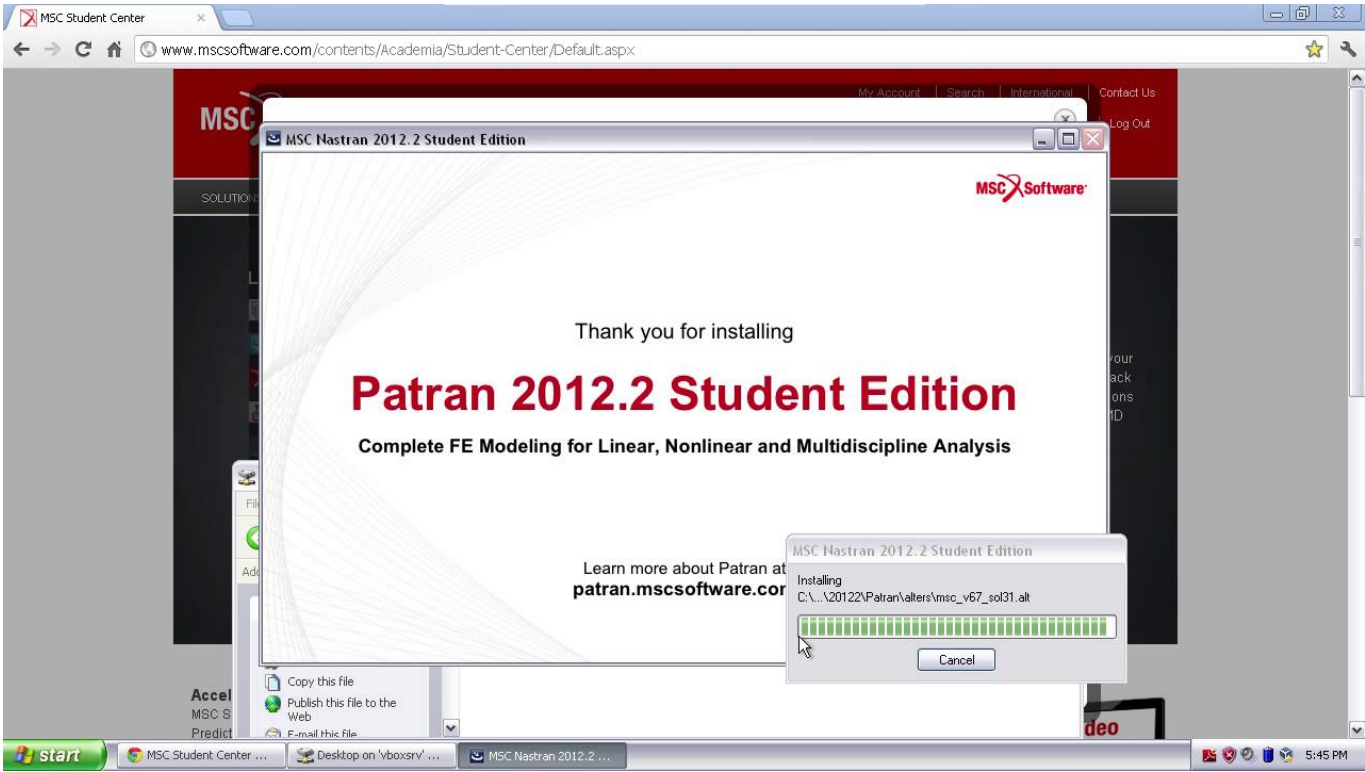 MSC Student Center
www.mscsoftware.com/contents/Academia/Student-Center/Default.aspx
My Account | Search | International | Contact Us
MSC
Log Out
MSC Nastran 2012.2 Student Edition
MSC Software
SOLUTION
Thank you for installing
Patran 2012.2 Student Edition
Complete FE Modeling for Linear, Nonlinear and Multidiscipline Analysis
your
ack
ons
Learn more about Patran at
patran.mscsoftware.com
MSC Nastran 2012.2 Student Edition
Installing
C:\...\20122\Patran\alters\msc_v67_sol31.alt
Cancel
Fil
Add
Copy this file
Publish this file to the
Web
E-mail this file
Accel
MSC S
Predict
deo
start
MSC Student Center ...
Desktop on 'vboxsrv' ...
MSC Nastran 2012.2 ...
5:45 PM